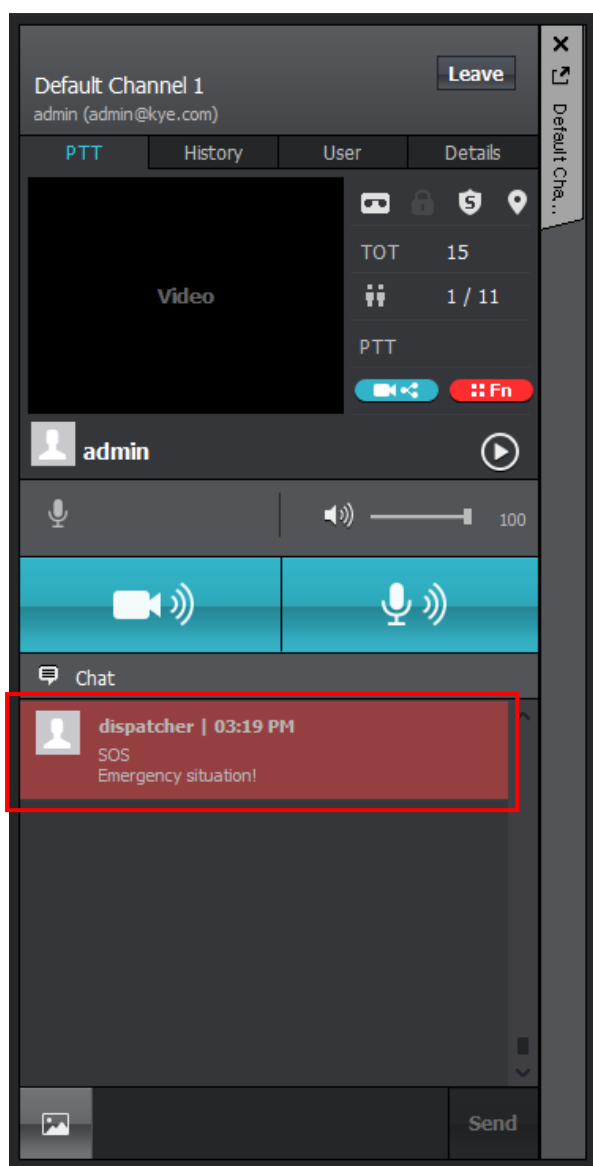 Default Channel 1
Leave
admin (admin@kye.com)
PTT History User Details
Default Cha...
Video
S
TOT 15
1 / 11
PTT
Fn
admin
100
Chat
dispatcher | 03:19 PM
SOS
Emergency situation!
Send